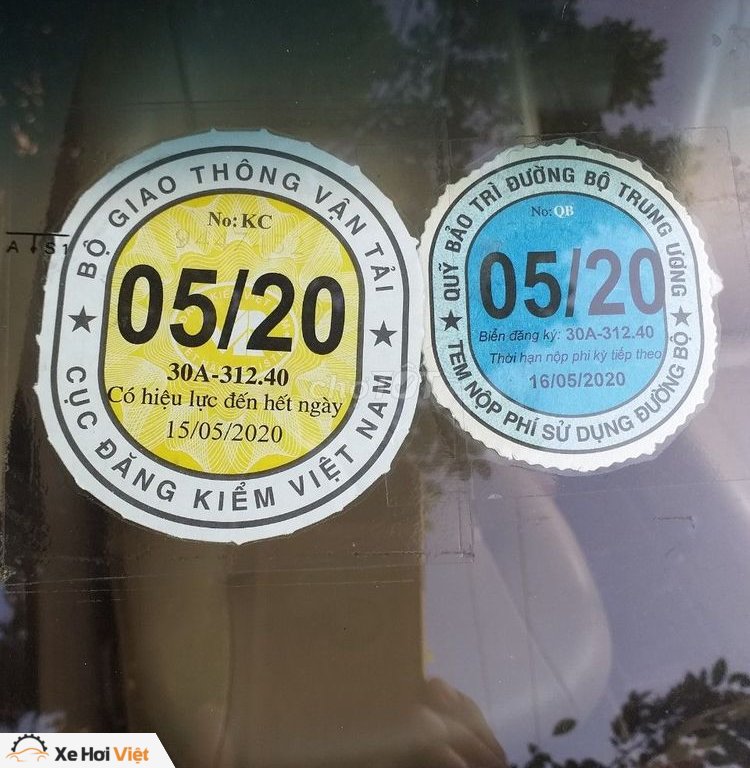 BỘ GIAO THÔNG VẬN TẢI
No: KC
05/20
30A-312.40
Có hiệu lực đến hết ngày
15/05/2020
CỤC ĐĂNG KIỂM VIỆT NAM
QUỸ BẢO TRÌ ĐƯỜNG BỘ TRUNG ƯƠNG
No: QB
05/20
Biển đăng ký: 30A-312.40
Thời hạn nộp phí kỳ tiếp theo
16/05/2020
TEM NỘP PHÍ SỬ DỤNG ĐƯỜNG BỘ
A S1
Xe Hơi Việt